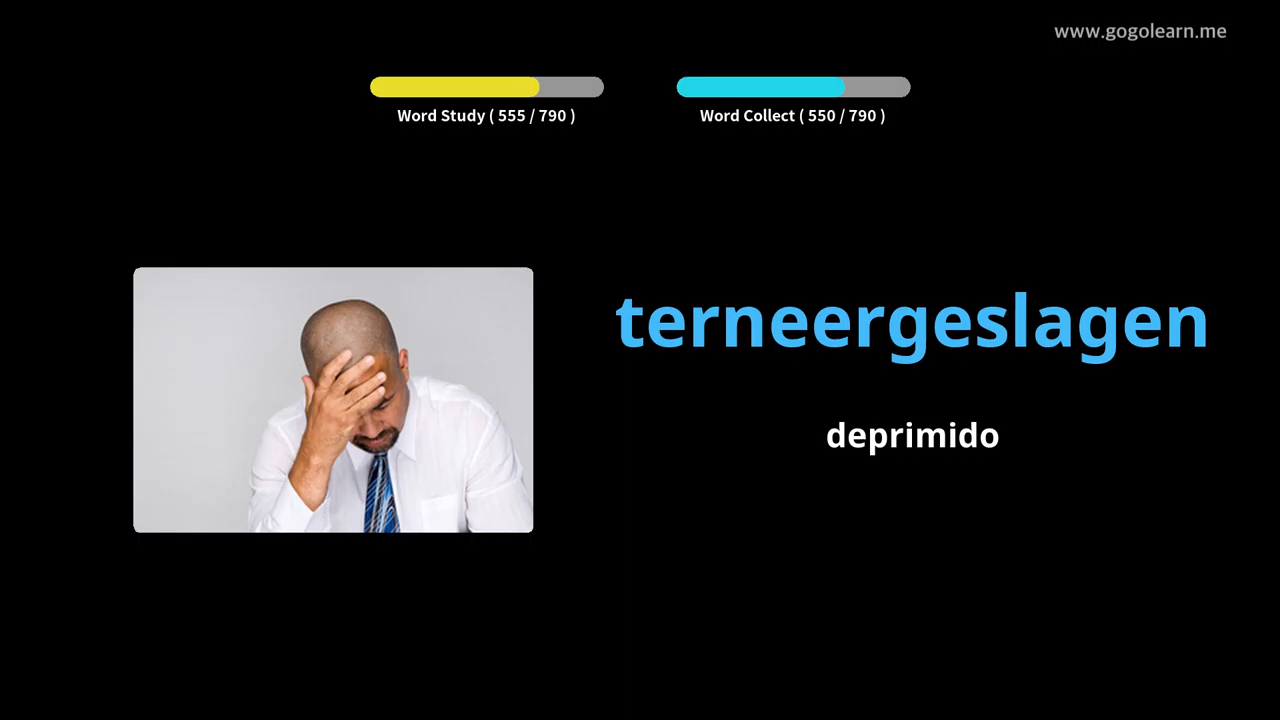 www.gogolearn.me
Word Study ( 555 / 790 )
Word Collect ( 550 / 790 )
terneergeslagen
deprimido